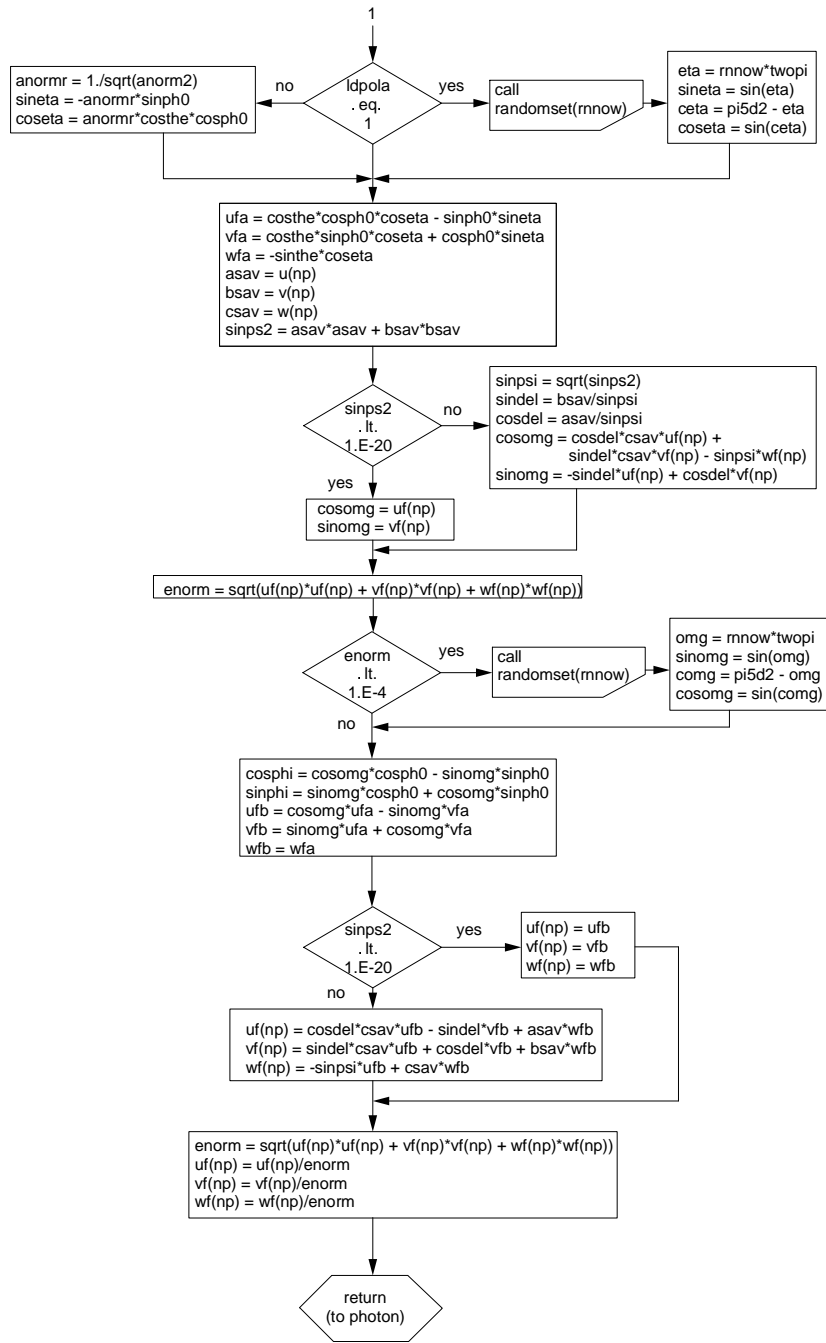 1
ldpola
. eq.
1
no
yes
anormr = 1./sqrt(anorm2)
sineta = -anormr*sinph0
coseta = anormr*costhe*cosph0
call
randomset(rnnow)
eta = rnnow*twopi
sineta = sin(eta)
ceta = pi5d2 - eta
coseta = sin(ceta)
ufa = costhe*cosph0*coseta - sinph0*sineta
vfa = costhe*sinph0*coseta + cosph0*sineta
wfa = -sinthe*coseta
asav = u(np)
bsav = v(np)
csav = w(np)
sinps2 = asav*asav + bsav*bsav
sinps2
. lt.
1.E-20
no
yes
sinpsi = sqrt(sinps2)
sindel = bsav/sinpsi
cosdel = asav/sinpsi
cosomg = cosdel*csav*uf(np) +
sindel*csav*vf(np) - sinpsi*wf(np)
sinomg = -sindel*uf(np) + cosdel*vf(np)
cosomg = uf(np)
sinomg = vf(np)
enorm = sqrt(uf(np)*uf(np) + vf(np)*vf(np) + wf(np)*wf(np))
enorm
. lt.
1.E-4
yes
no
call
randomset(rnnow)
omg = rnnow*twopi
sinomg = sin(omg)
comg = pi5d2 - omg
cosomg = sin(comg)
cosphi = cosomg*cosph0 - sinomg*sinph0
sinphi = sinomg*cosph0 + cosomg*sinph0
ufb = cosomg*ufa - sinomg*vfa
vfb = sinomg*ufa + cosomg*vfa
wfb = wfa
sinps2
. lt.
1.E-20
yes
no
uf(np) = ufb
vf(np) = vfb
wf(np) = wfb
uf(np) = cosdel*csav*ufb - sindel*vfb + asav*wfb
vf(np) = sindel*csav*ufb + cosdel*vfb + bsav*wfb
wf(np) = -sinpsi*ufb + csav*wfb
enorm = sqrt(uf(np)*uf(np) + vf(np)*vf(np) + wf(np)*wf(np))
uf(np) = uf(np)/enorm
vf(np) = vf(np)/enorm
wf(np) = wf(np)/enorm
return
(to photon)